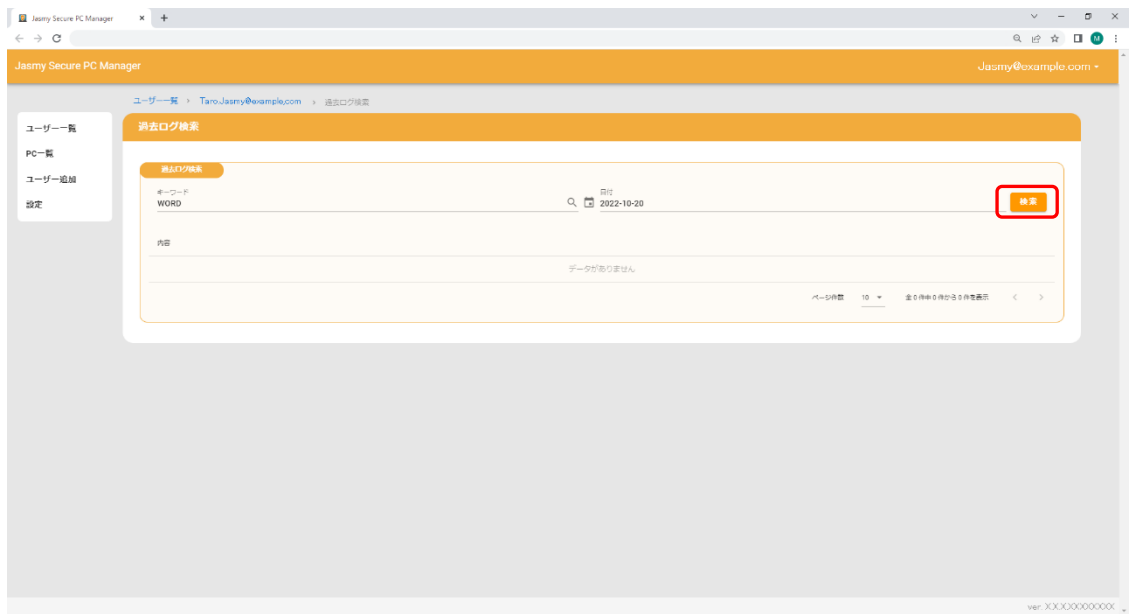 Jasmy Secure PC Manager
Jasmy Secure PC Manager
Jasmy@example.com
ユーザー一覧 > Taro.Jasmy@example,com > 過去ログ検索
ユーザー一覧
PC一覧
ユーザー追加
設定
過去ログ検索
過去ログ検索
キーワード
WORD
日付
2022-10-20
検索
内容
データがありません
ページ件数 10 全 0 件中 0 件から 0 件を表示
M
ver. XXXXXXXXXXX